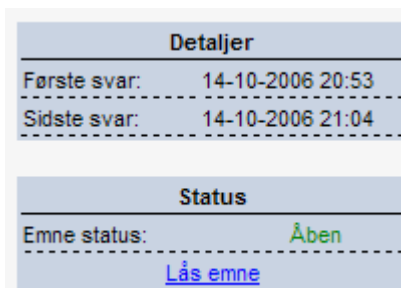 Detaljer
Første svar: 14-10-2006 20:53
Sidste svar: 14-10-2006 21:04
Status
Emne status: Åben
Lås emne